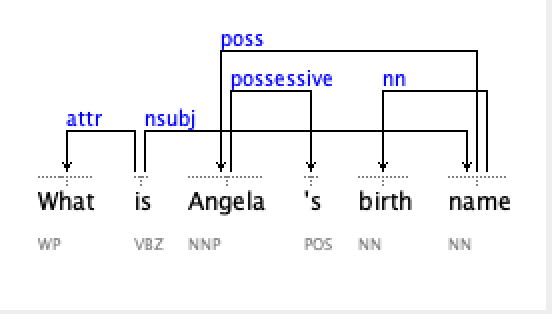 poss
possessive nn
attr nsubj
What is Angela 's birth name
WP VBZ NNP POS NN NN